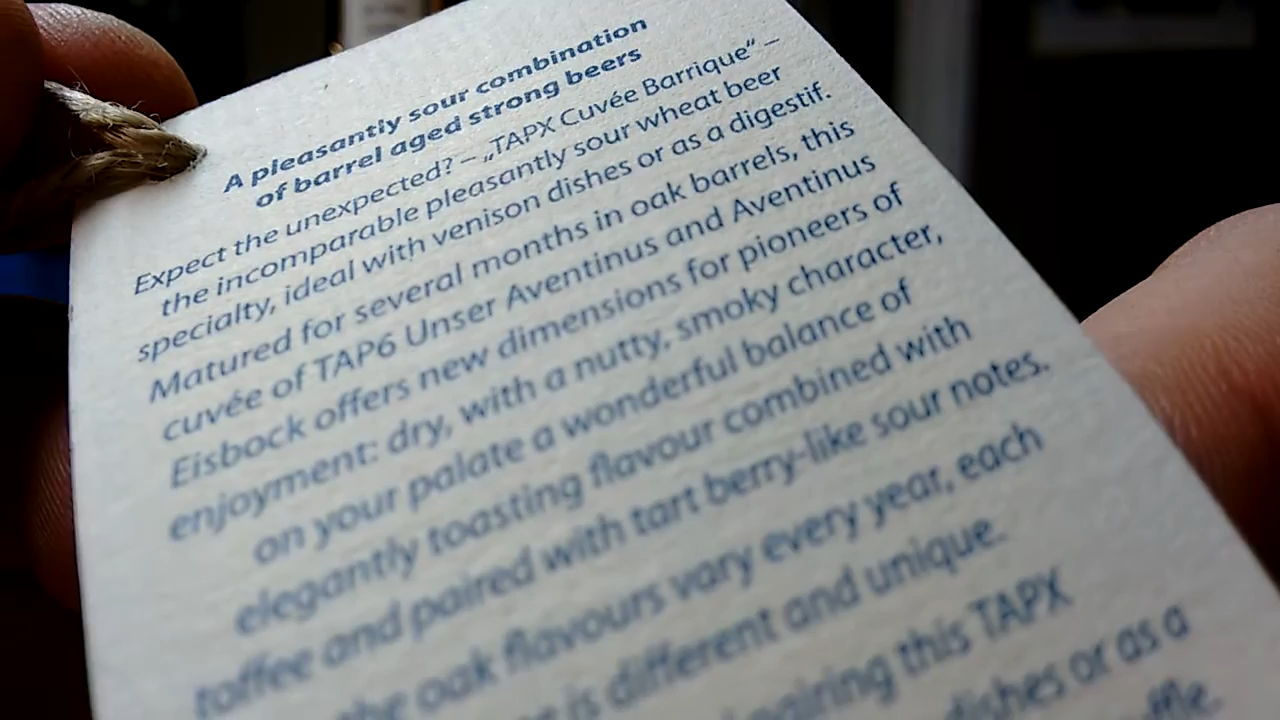 A pleasantly sour combination
of barrel aged strong beers
Expect the unexpected? – „TAPX Cuvée Barrique“ –
the incomparable pleasantly sour wheat beer
specialty, ideal with venison dishes or as a digestif.
Matured for several months in oak barrels, this
cuvée of TAP6 Unser Aventinus and Aventinus
Eisbock offers new dimensions for pioneers of
enjoyment: dry, with a nutty, smoky character,
on your palate a wonderful balance of
elegantly toasting flavour combined with
toffee and paired with tart berry-like sour notes.
the oak flavours vary every year, each
is different and unique.
pairing this TAPX
dishes or as a